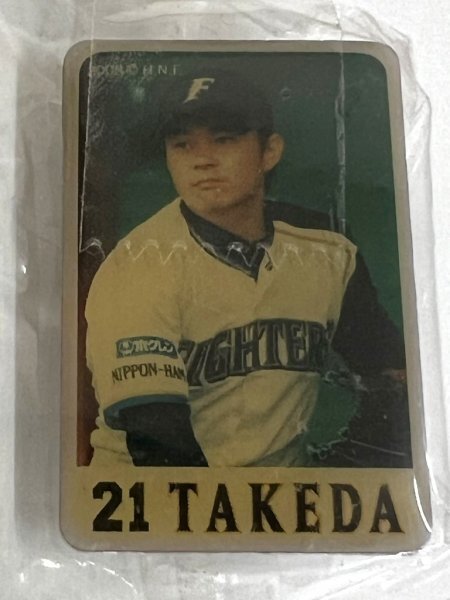 © H.N.F.
F
ホクレン
NIPPON-HAM
FIGHTERS
21 TAKEDA